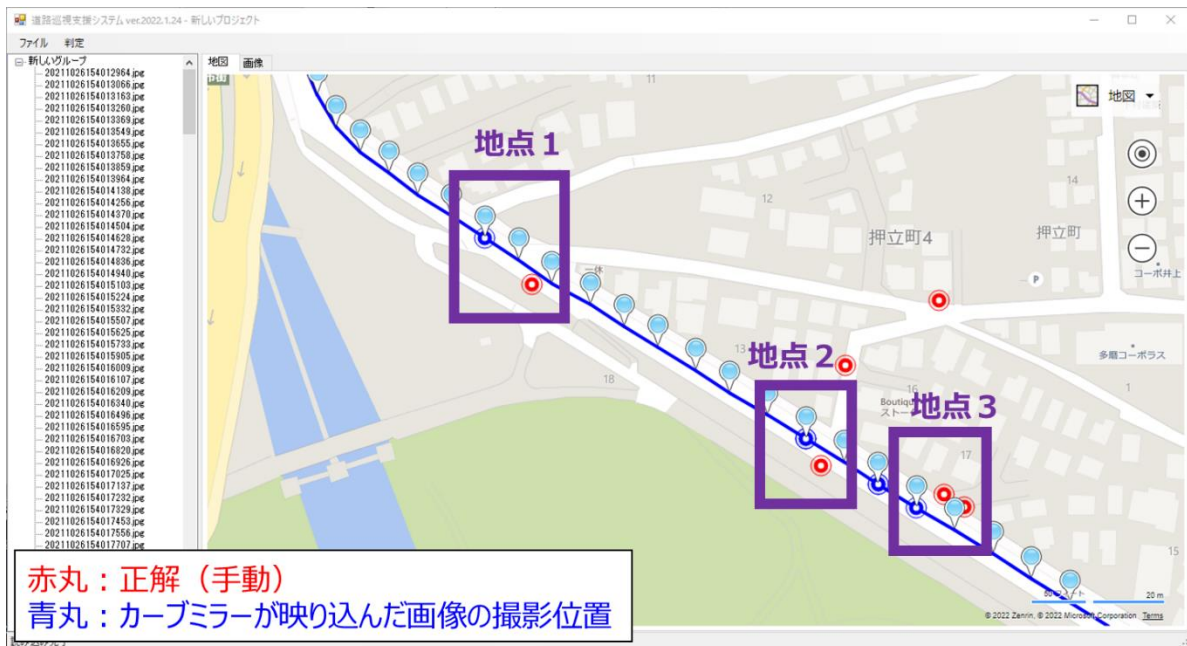 道路巡視支援システム ver.2022.1.24 - 新しいプロジェクト
ファイル 判定
新しいグループ
20211026154012964.jpg
20211026154013066.jpg
20211026154013163.jpg
20211026154013260.jpg
20211026154013369.jpg
20211026154013549.jpg
20211026154013655.jpg
20211026154013758.jpg
20211026154013859.jpg
20211026154013964.jpg
20211026154014138.jpg
20211026154014256.jpg
20211026154014370.jpg
20211026154014504.jpg
20211026154014628.jpg
20211026154014732.jpg
20211026154014836.jpg
20211026154014940.jpg
20211026154015103.jpg
20211026154015224.jpg
20211026154015332.jpg
20211026154015507.jpg
20211026154015625.jpg
20211026154015733.jpg
20211026154015905.jpg
20211026154016009.jpg
20211026154016107.jpg
20211026154016209.jpg
20211026154016340.jpg
20211026154016496.jpg
20211026154016595.jpg
20211026154016703.jpg
20211026154016820.jpg
20211026154016926.jpg
20211026154017025.jpg
20211026154017137.jpg
20211026154017232.jpg
20211026154017329.jpg
20211026154017453.jpg
20211026154017556.jpg
20211026154017707.jpg
地図 画像
11
地図
地点1
12
14
押立町4
押立町
一休
P
コーポ井上
13
地点2
18
16
多磨コーポラス
1
Boutique
ストー
地点3
17
15
20 m
© 2022 Zenrin, © 2022 Microsoft Corporation Terms
赤丸：正解（手動）
青丸：カーブミラーが映り込んだ画像の撮影位置